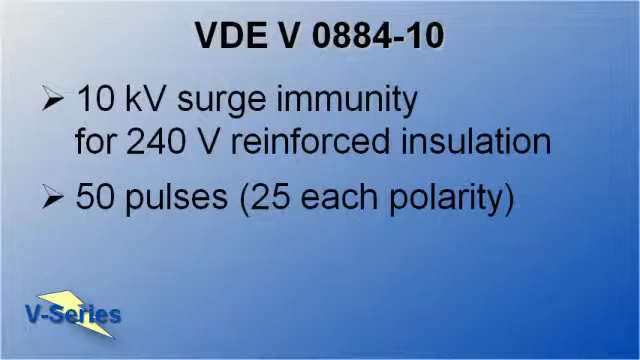 VDE V 0884-10
➢ 10 kV surge immunity
for 240 V reinforced insulation
➢ 50 pulses (25 each polarity)
V-Series